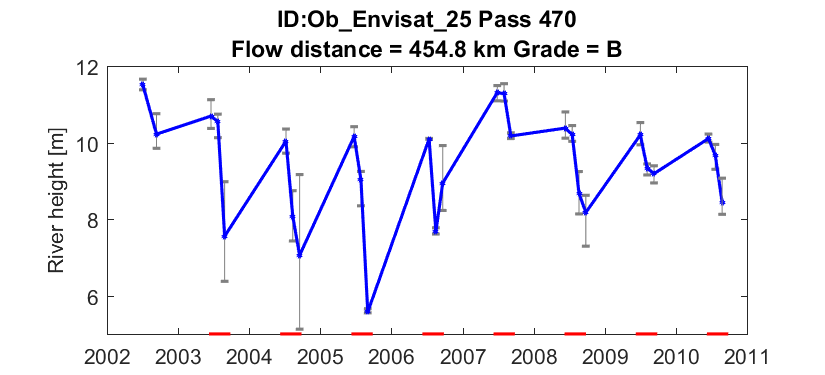 ID:Ob_Envisat_25 Pass 470
Flow distance = 454.8 km Grade = B
12
10
8
6
River height [m]
2002 2003 2004 2005 2006 2007 2008 2009 2010 2011